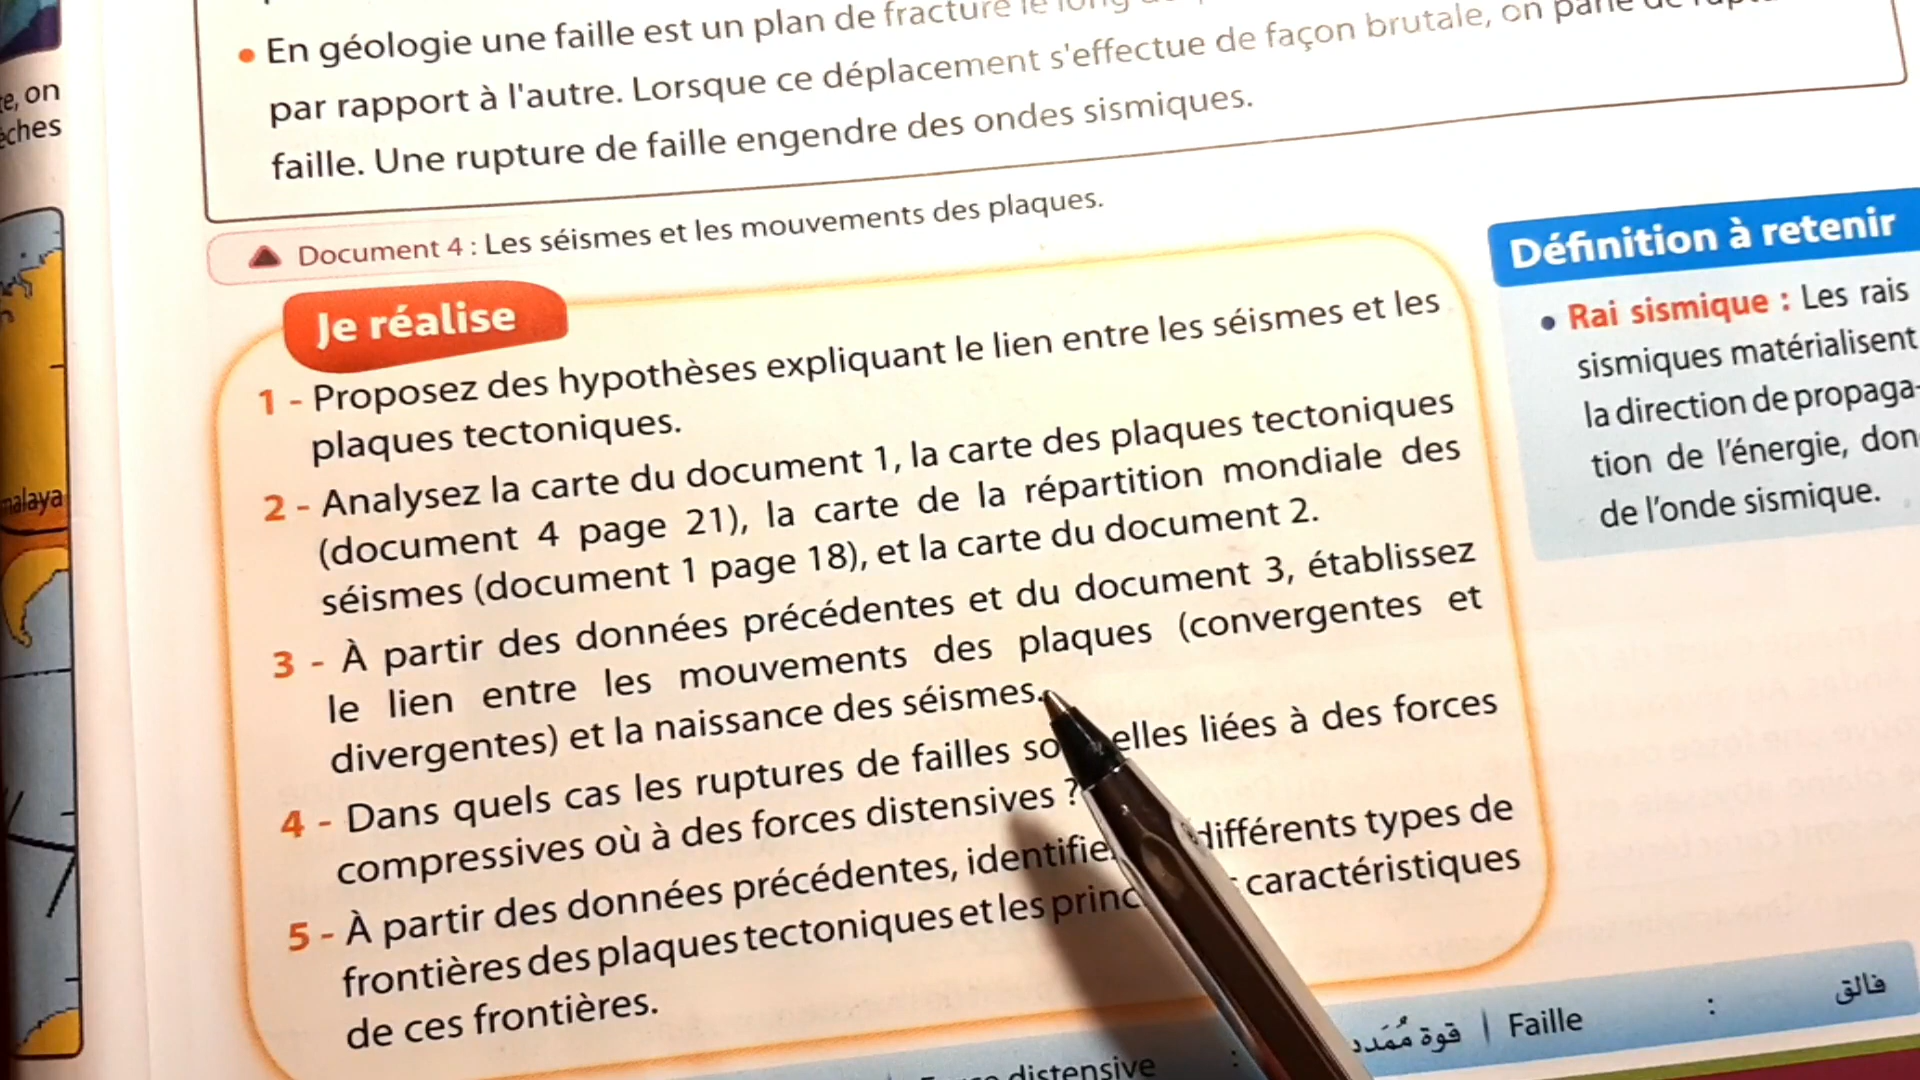 • En géologie une faille est un plan de fracture le
par rapport à l'autre. Lorsque ce déplacement s'effectue de façon brutale, on parle de
faille. Une rupture de faille engendre des ondes sismiques.
Document 4 : Les séismes et les mouvements des plaques.
Je réalise
1 - Proposez des hypothèses expliquant le lien entre les séismes et les
plaques tectoniques.
2 - Analysez la carte du document 1, la carte des plaques tectoniques
(document 4 page 21), la carte de la répartition mondiale des
séismes (document 1 page 18), et la carte du document 2.
3 - À partir des données précédentes et du document 3, établissez
le lien entre les mouvements des plaques (convergentes et
divergentes) et la naissance des séismes.
4 - Dans quels cas les ruptures de failles elles liées à des forces
compressives où à des forces distensives ?
5 - À partir des données précédentes, différents types de
frontières des plaques tectoniques et les caractéristiques
de ces frontières.
Définition à retenir
• Rai sismique : Les rais
sismiques matérialisent
la direction de propaga-
tion de l'énergie, don
de l'onde sismique.
on
distensive :
قوة مُمَدد | Faille : فالق